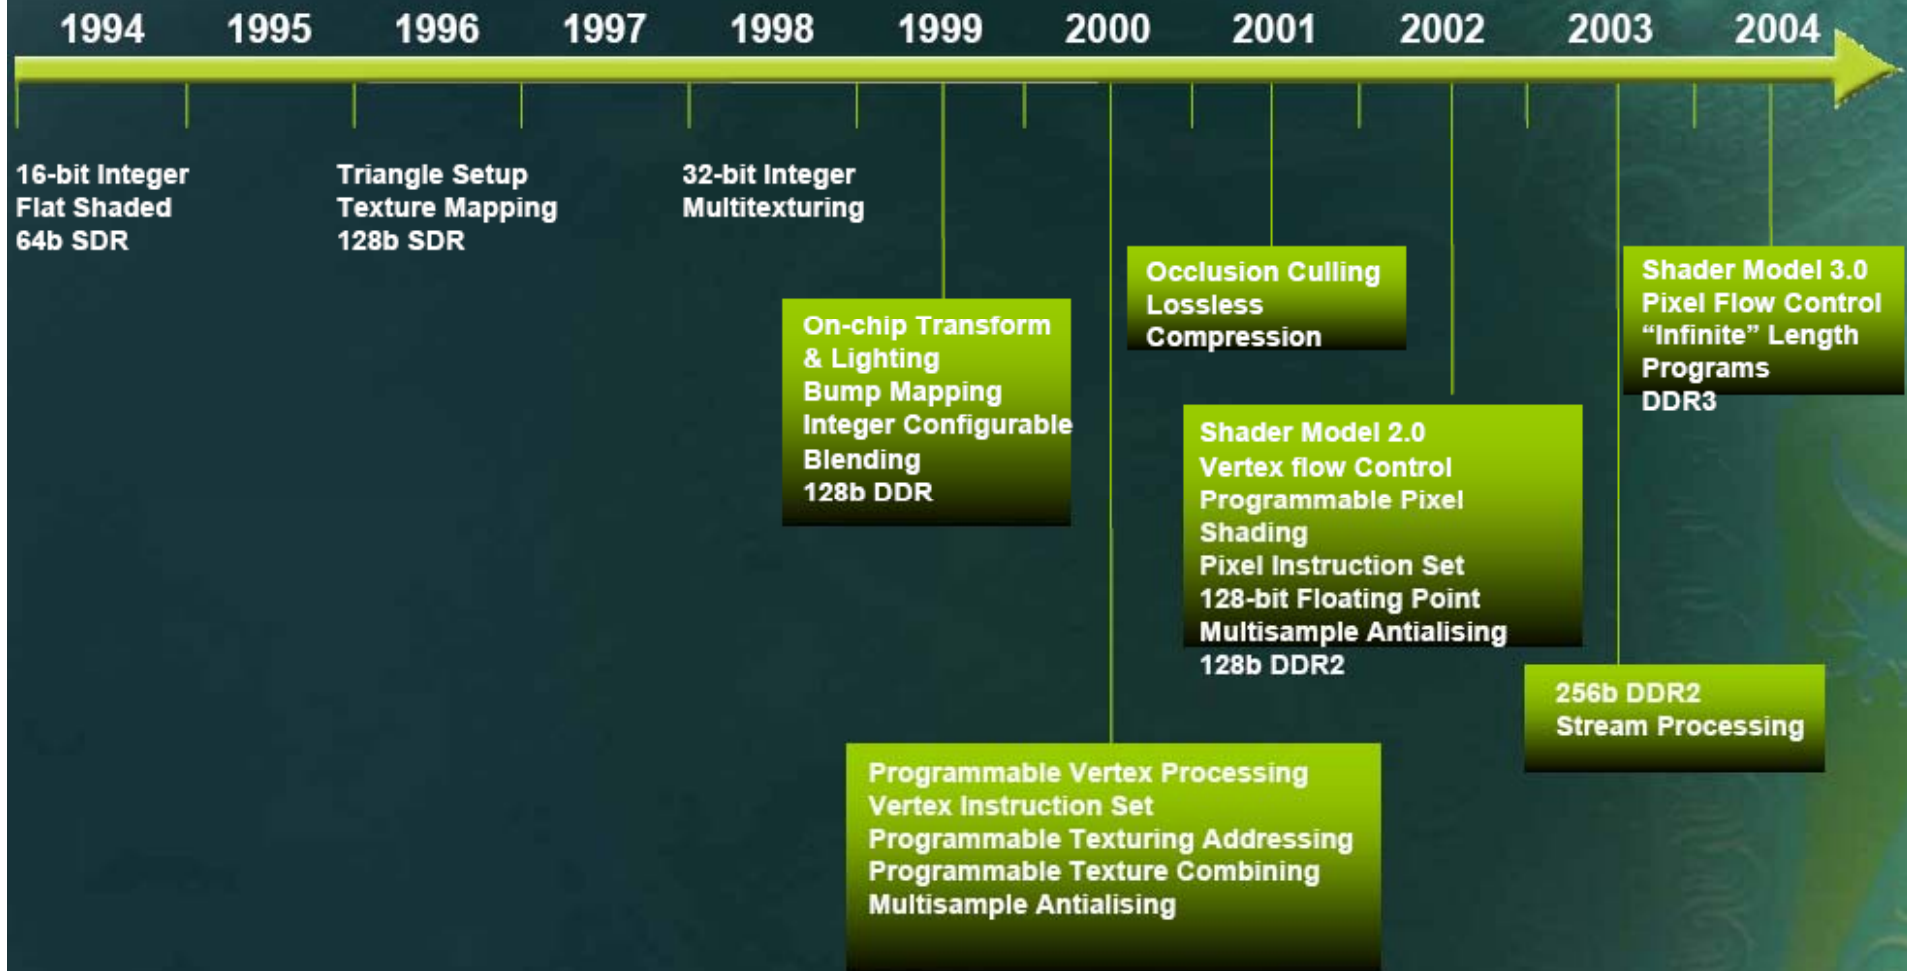 1994 1995 1996 1997 1998 1999 2000 2001 2002 2003 2004
16-bit Integer
Flat Shaded
64b SDR
Triangle Setup
Texture Mapping
128b SDR
32-bit Integer
Multitexturing
On-chip Transform
& Lighting
Bump Mapping
Integer Configurable
Blending
128b DDR
Programmable Vertex Processing
Vertex Instruction Set
Programmable Texturing Addressing
Programmable Texture Combining
Multisample Antialising
Occlusion Culling
Lossless
Compression
Shader Model 2.0
Vertex flow Control
Programmable Pixel
Shading
Pixel Instruction Set
128-bit Floating Point
Multisample Antialising
128b DDR2
256b DDR2
Stream Processing
Shader Model 3.0
Pixel Flow Control
“Infinite” Length
Programs
DDR3